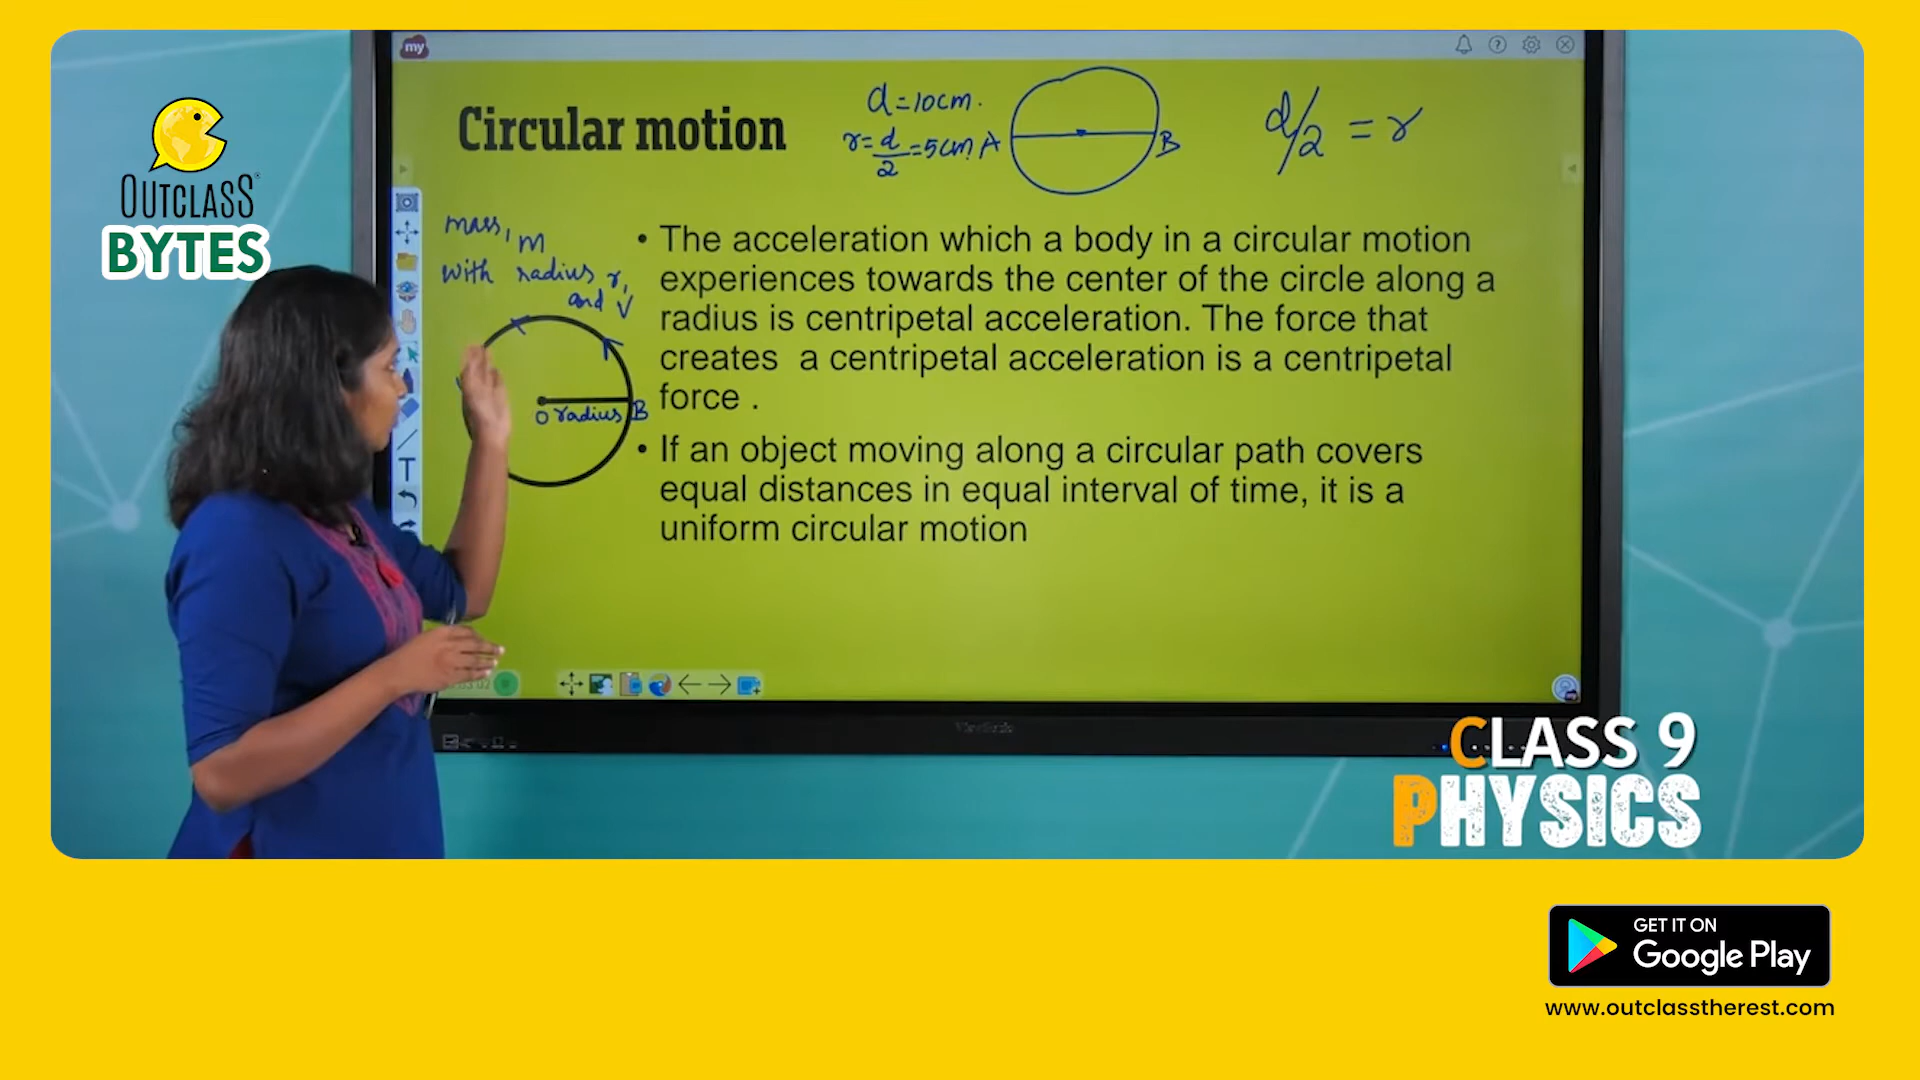 OUTCLASS
BYTES
my
Circular motion
d=10cm.
r=d/2=5cm A
B
d/2 = r
mass, m
with radius r,
and V
O radius B
• The acceleration which a body in a circular motion
experiences towards the center of the circle along a
radius is centripetal acceleration. The force that
creates a centripetal acceleration is a centripetal
force .
• If an object moving along a circular path covers
equal distances in equal interval of time, it is a
uniform circular motion
T
ViewSonic
CLASS 9
PHYSICS
GET IT ON
Google Play
www.outclasstherest.com